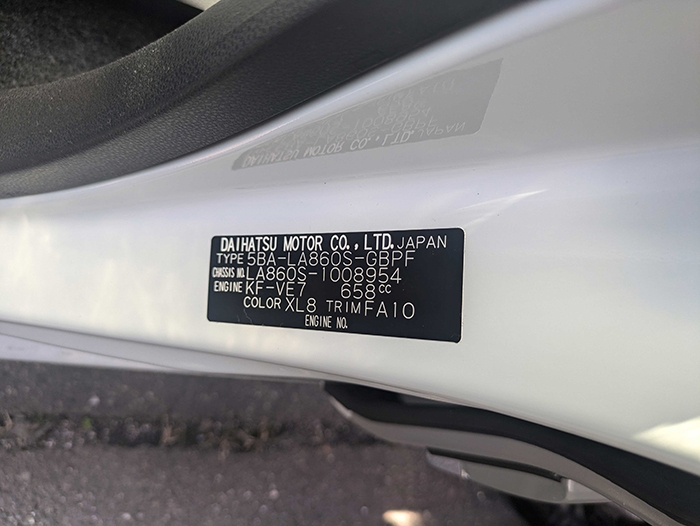 DAIHATSU MOTOR CO., LTD. JAPAN
TYPE 5BA-LA860S-GBPF
CHASSIS NO. LA860S-1008954
ENGINE KF-VE7 658CC
COLOR XL8 TRIM FA10
ENGINE NO.